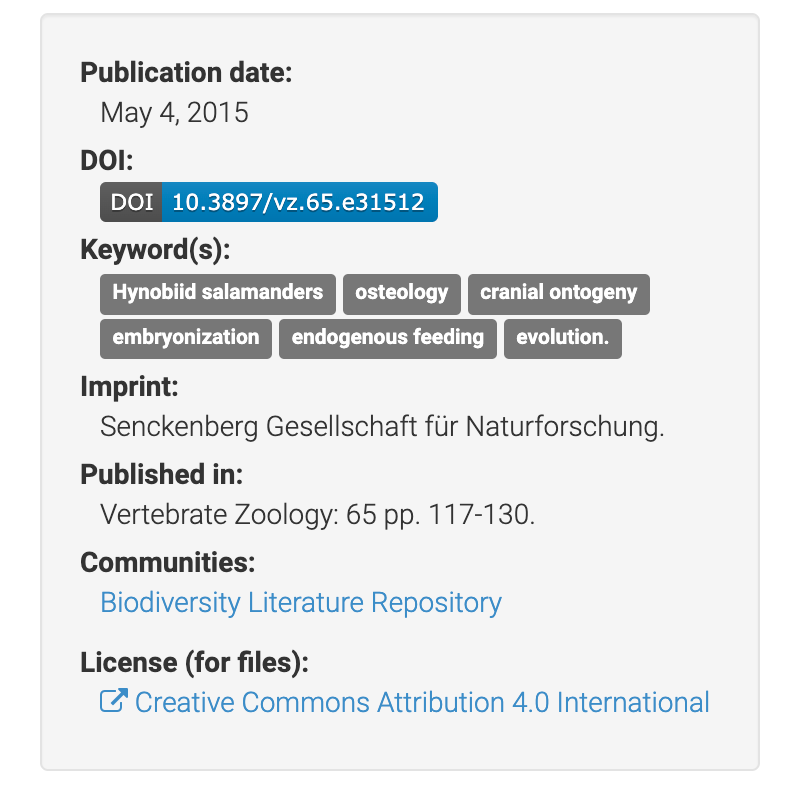 Publication date:
May 4, 2015
DOI:
DOI 10.3897/vz.65.e31512
Keyword(s):
Hynobiid salamanders osteology cranial ontogeny
embryonization endogenous feeding evolution.
Imprint:
Senckenberg Gesellschaft für Naturforschung.
Published in:
Vertebrate Zoology: 65 pp. 117-130.
Communities:
Biodiversity Literature Repository
License (for files):
Creative Commons Attribution 4.0 International